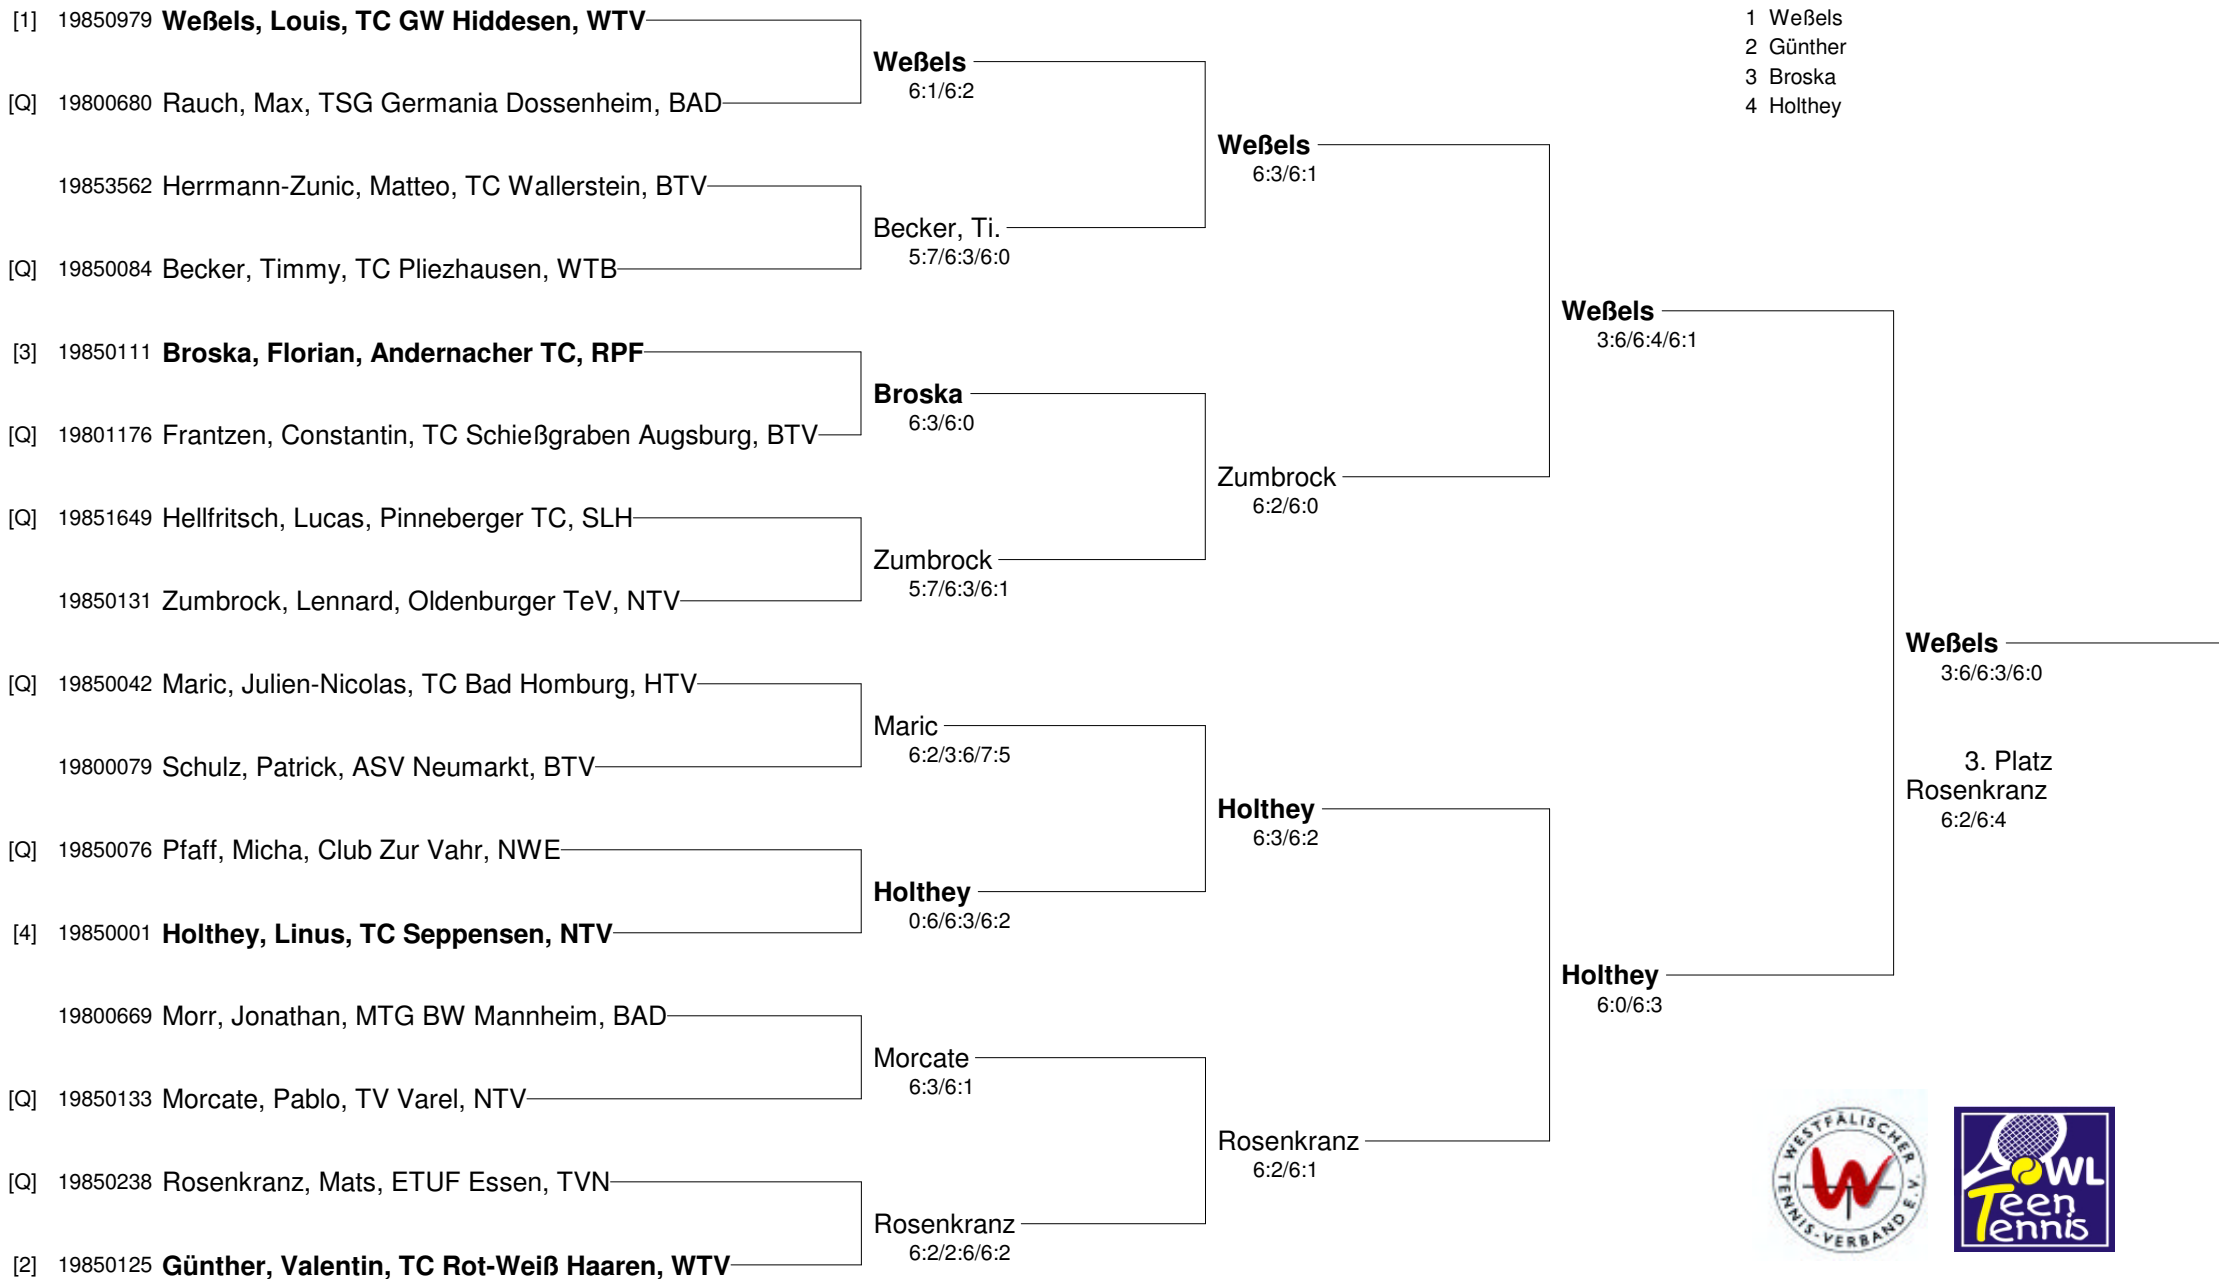 [1] 19850979 Weßels, Louis, TC GW Hiddesen, WTV
[Q] 19800680 Rauch, Max, TSG Germania Dossenheim, BAD
19853562 Herrmann-Zunic, Matteo, TC Wallerstein, BTV
[Q] 19850084 Becker, Timmy, TC Pliezhausen, WTB
[3] 19850111 Broska, Florian, Andernacher TC, RPF
[Q] 19801176 Frantzen, Constantin, TC Schießgraben Augsburg, BTV
[Q] 19851649 Hellfritsch, Lucas, Pinneberger TC, SLH
19850131 Zumbrock, Lennard, Oldenburger TeV, NTV
[Q] 19850042 Maric, Julien-Nicolas, TC Bad Homburg, HTV
19800079 Schulz, Patrick, ASV Neumarkt, BTV
[Q] 19850076 Pfaff, Micha, Club Zur Vahr, NWE
[4] 19850001 Holthey, Linus, TC Seppensen, NTV
19800669 Morr, Jonathan, MTG BW Mannheim, BAD
[Q] 19850133 Morcate, Pablo, TV Varel, NTV
[Q] 19850238 Rosenkranz, Mats, ETUF Essen, TVN
[2] 19850125 Günther, Valentin, TC Rot-Weiß Haaren, WTV
Weßels
6:1/6:2
Becker, Ti.
5:7/6:3/6:0
Broska
6:3/6:0
Zumbrock
5:7/6:3/6:1
Maric
6:2/3:6/7:5
Holthey
0:6/6:3/6:2
Morcate
6:3/6:1
Rosenkranz
6:2/2:6/6:2
Weßels
6:3/6:1
Zumbrock
6:2/6:0
Holthey
6:3/6:2
Rosenkranz
6:2/6:1
Weßels
3:6/6:4/6:1
Holthey
6:0/6:3
Weßels
3:6/6:3/6:0
3. Platz
Rosenkranz
6:2/6:4
1 Weßels
2 Günther
3 Broska
4 Holthey
WESTFÄLISCHER
TENNIS-VERBAND E.V.
OWL
Teen
Tennis